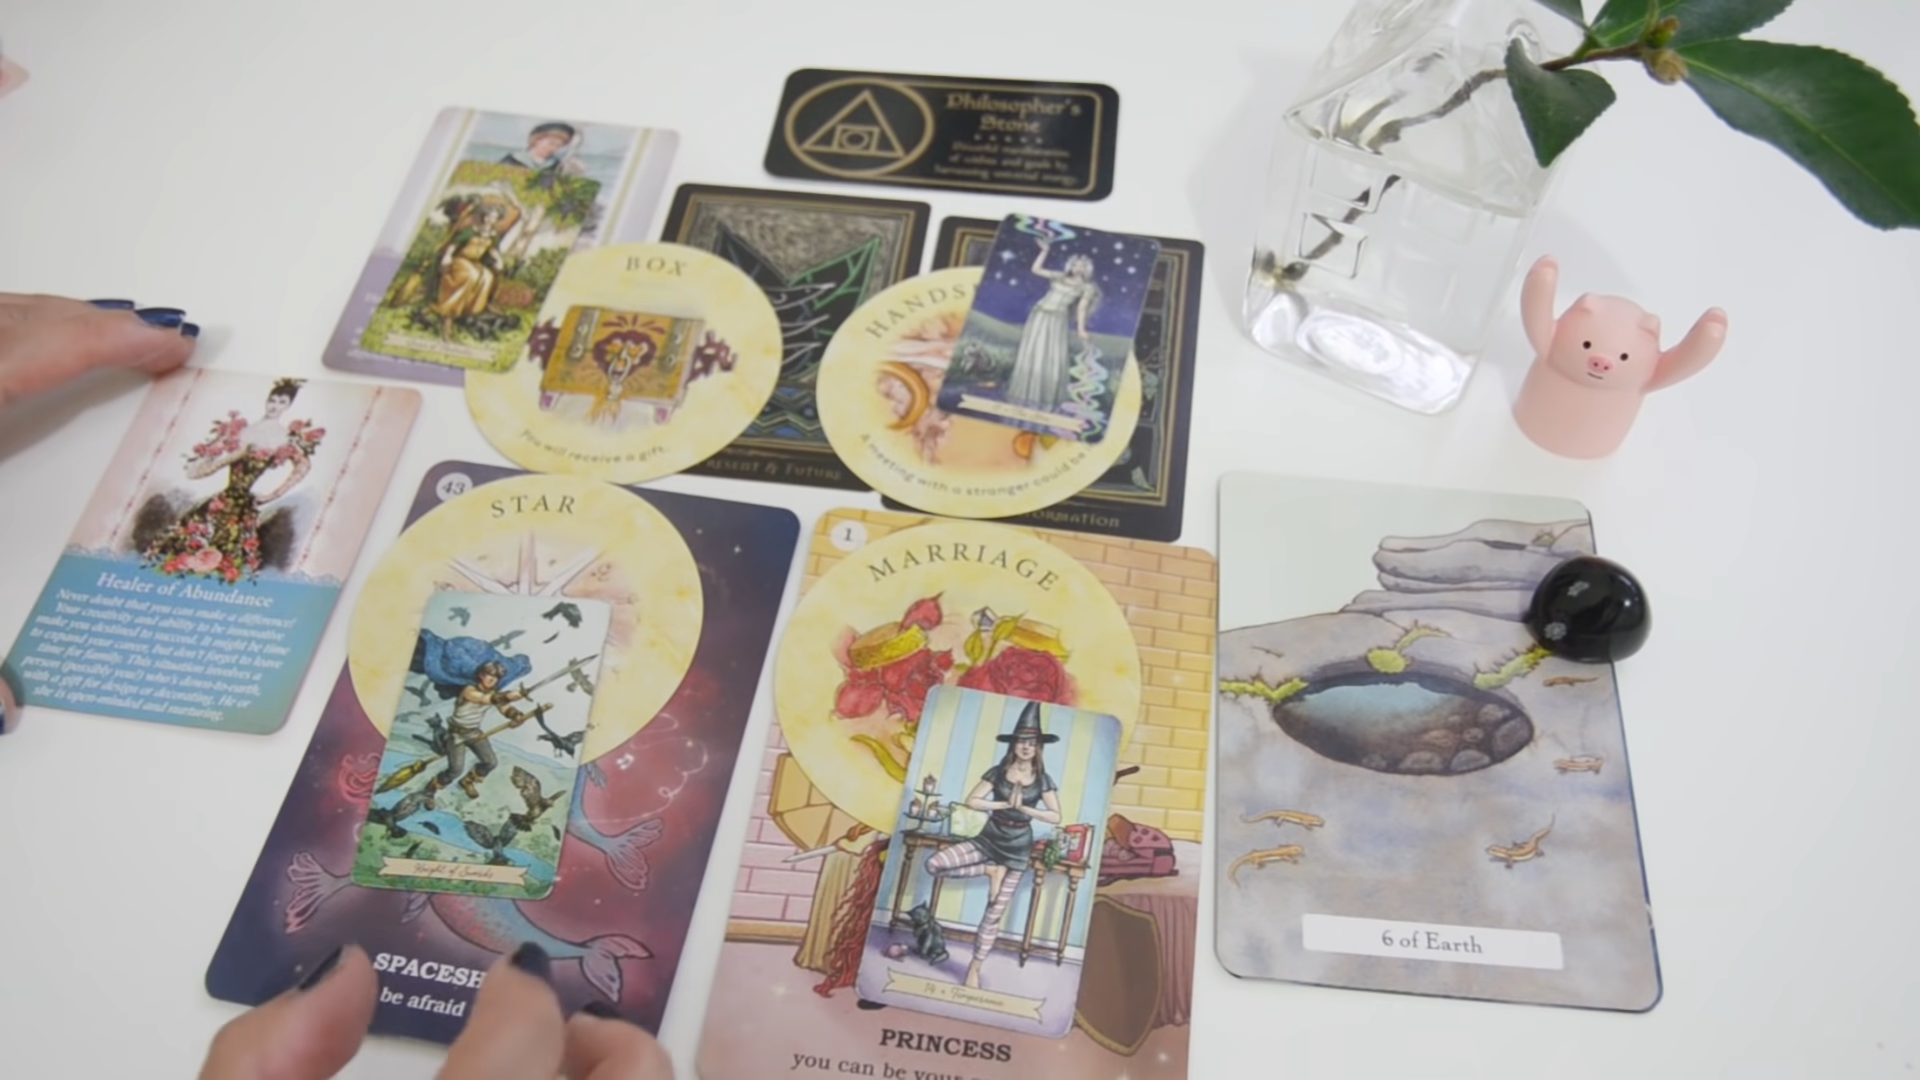 Philosopher's
Stone
Powerful manifestation
of wishes and goals by
harnessing universal energy.
BOX
You will receive a gift.
HANDS
A meeting with a stranger could be
RESENT & FUTURE
ORMATION
Healer of Abundance
Never doubt that you can make a difference!
Your creativity and ability to be innovative
make you destined to succeed. It might be time
to expand your career, but don't forget to leave
time for family. This situation involves a
person (possibly you!) who's down-to-earth,
with a gift for design or decorating. He or
she is open-minded and nurturing.
43
STAR
Knight of Swords
SPACESH
be afraid
1
MARRIAGE
14 * Temperance
PRINCESS
you can be your
6 of Earth